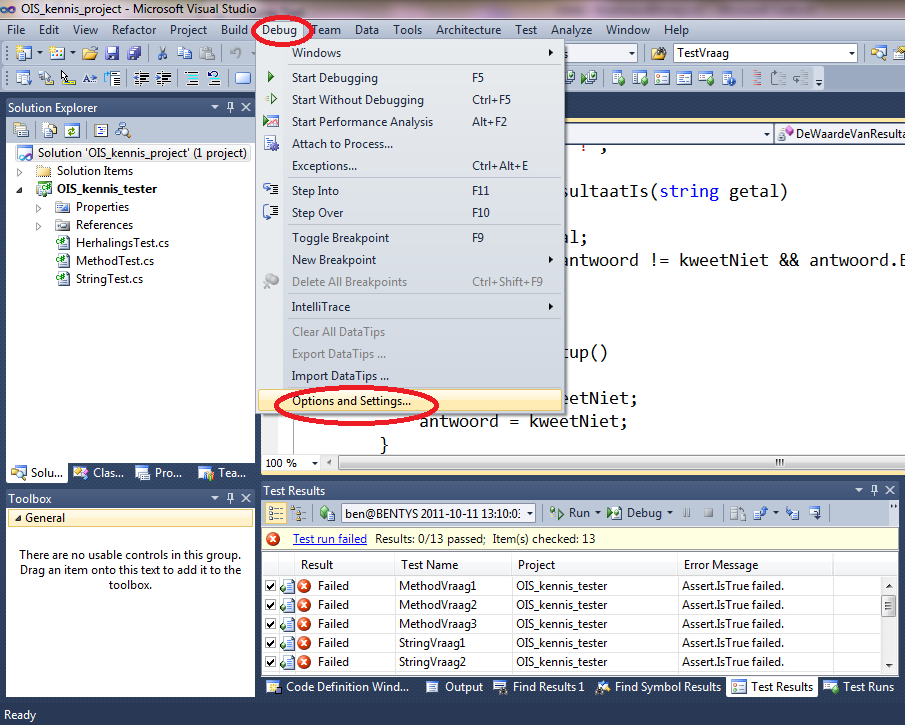 OIS_kennis_project - Microsoft Visual Studio
File Edit View Refactor Project Build Debug Team Data Tools Architecture Test Analyze Window Help
TestVraag
Solution Explorer
Solution 'OIS_kennis_project' (1 project)
Solution Items
OIS_kennis_tester
Properties
References
HerhalingsTest.cs
MethodTest.cs
StringTest.cs
Solu... Clas... Pro... Tea...
Windows
Start Debugging F5
Start Without Debugging Ctrl+F5
Start Performance Analysis Alt+F2
Attach to Process...
Exceptions... Ctrl+Alt+E
Step Into F11
Step Over F10
Toggle Breakpoint F9
New Breakpoint
Delete All Breakpoints Ctrl+Shift+F9
IntelliTrace
Clear All DataTips
Export DataTips ...
Import DataTips ...
Options and Settings...
DeWaardeVanResulta
sultaatIs(string getal)
al;
antwoord != kweetNiet && antwoord.E
tup()
eetNiet;
antwoord = kweetNiet;
}
100 %
Toolbox
General
There are no usable controls in this group.
Drag an item onto this text to add it to the
toolbox.
Test Results
ben@BENTYS 2011-10-11 13:10:0 Run Debug
Test run failed Results: 0/13 passed; Item(s) checked: 13
Result Test Name Project Error Message
Failed MethodVraag1 OIS_kennis_tester Assert.IsTrue failed.
Failed MethodVraag2 OIS_kennis_tester Assert.IsTrue failed.
Failed MethodVraag3 OIS_kennis_tester Assert.IsTrue failed.
Failed StringVraag1 OIS_kennis_tester Assert.IsTrue failed.
Failed StringVraag2 OIS_kennis_tester Assert.IsTrue failed.
Code Definition Wind... Output Find Results 1 Find Symbol Results Test Results Test Runs
Ready